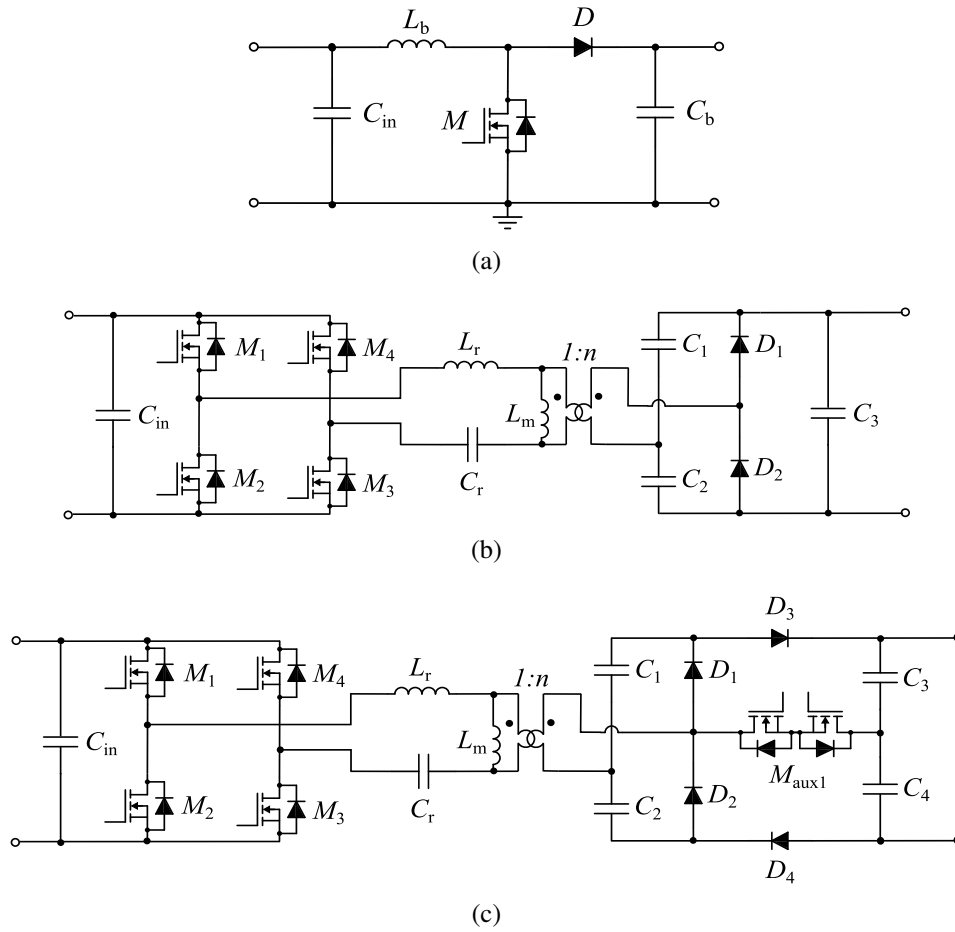 L_b
D
C_in
M
C_b
(a)
M_1
M_4
L_r
1:n
C_1
D_1
C_in
L_m
C_3
M_2
M_3
C_r
C_2
D_2
(b)
D_3
M_1
M_4
L_r
1:n
C_1
D_1
C_3
C_in
L_m
M_aux1
M_2
M_3
C_r
C_2
D_2
C_4
D_4
(c)